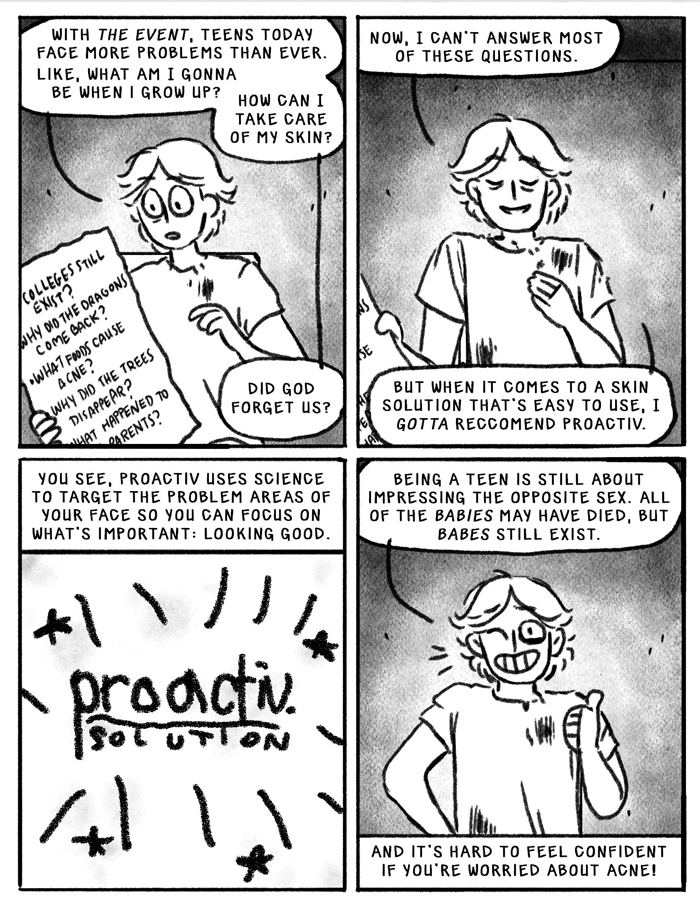 WITH THE EVENT, TEENS TODAY
FACE MORE PROBLEMS THAN EVER.
LIKE, WHAT AM I GONNA
BE WHEN I GROW UP?
HOW CAN I
TAKE CARE
OF MY SKIN?
COLLEGES STILL
EXIST?
WHY DID THE DRAGONS
COME BACK?
•WHAT FOODS CAUSE
ACNE?
WHY DID THE TREES
DISAPPEAR?
WHAT HAPPENED TO
PARENTS?
DID GOD
FORGET US?
NOW, I CAN'T ANSWER MOST
OF THESE QUESTIONS.
BUT WHEN IT COMES TO A SKIN
SOLUTION THAT'S EASY TO USE, I
GOTTA RECCOMEND PROACTIV.
YOU SEE, PROACTIV USES SCIENCE
TO TARGET THE PROBLEM AREAS OF
YOUR FACE SO YOU CAN FOCUS ON
WHAT'S IMPORTANT: LOOKING GOOD.
proactiv.
SOLUTION
BEING A TEEN IS STILL ABOUT
IMPRESSING THE OPPOSITE SEX. ALL
OF THE BABIES MAY HAVE DIED, BUT
BABES STILL EXIST.
AND IT'S HARD TO FEEL CONFIDENT
IF YOU'RE WORRIED ABOUT ACNE!